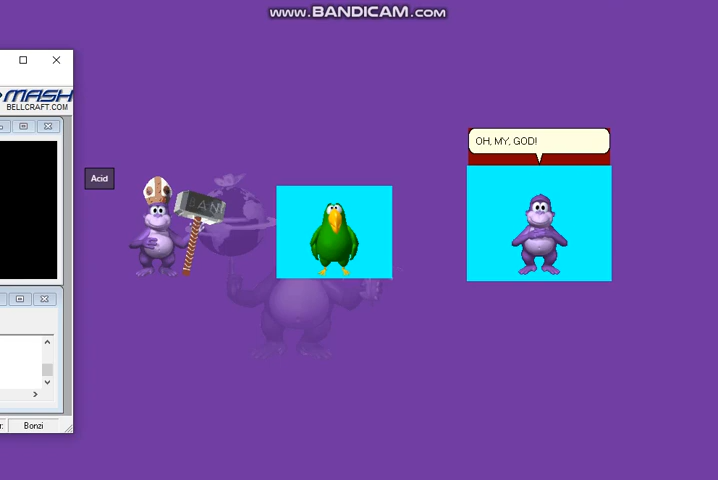 www.BANDICAM.com
MASH
BELLCRAFT.COM
OH, MY, GOD!
Acid
BAN
r:
Bonzi